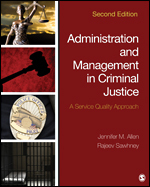 Second Edition
Administration
and
Management
in Criminal
Justice
A Service Quality Approach
Jennifer M. Allen
Rajeev Sawhney